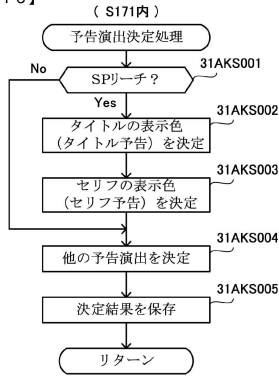 (S171内)
予告演出決定処理
31AKS001
No
SPリーチ?
Yes
31AKS002
タイトルの表示色
(タイトル予告)を決定
31AKS003
セリフの表示色
(セリフ予告)を決定
31AKS004
他の予告演出を決定
31AKS005
決定結果を保存
リターン